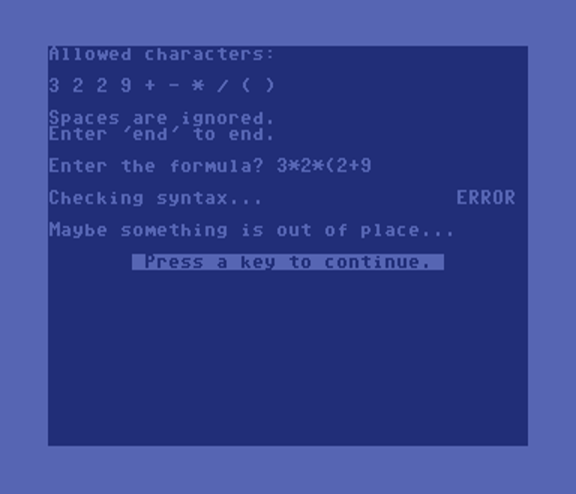 Allowed characters:
3 2 2 9 + - * / ( )
Spaces are ignored.
Enter 'end' to end.
Enter the formula? 3*2*(2+9
Checking syntax... ERROR
Maybe something is out of place...
Press a key to continue.